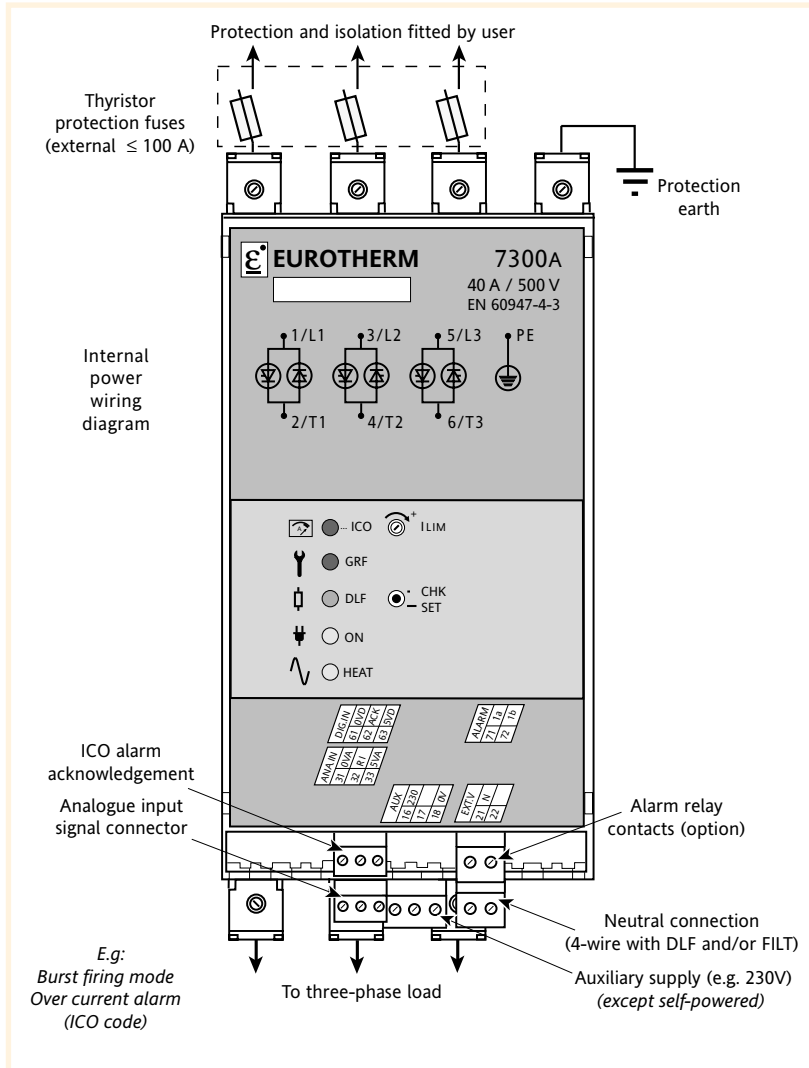 Protection and isolation fitted by user
Thyristor
protection fuses
(external ≤ 100 A)
Protection
earth
ε EUROTHERM
7300A
40 A / 500 V
EN 60947-4-3
Internal
power
wiring
diagram
1/L1
3/L2
5/L3
PE
2/T1
4/T2
6/T3
A
ICO
+
ILIM
GRF
DLF
CHK
SET
ON
HEAT
DIG.IN
61 0VD
62 ACK
63 5VD
ALARM
71 1a
72 1b
ANA.IN
31 0VA
32 RI
33 5VA
AUX
16 230
17
18 0V
EXT.V
21 N
22
ICO alarm
acknowledgement
Analogue input
signal connector
Alarm relay
contacts (option)
Neutral connection
(4-wire with DLF and/or FILT)
Auxiliary supply (e.g. 230V)
(except self-powered)
E.g:
Burst firing mode
Over current alarm
(ICO code)
To three-phase load